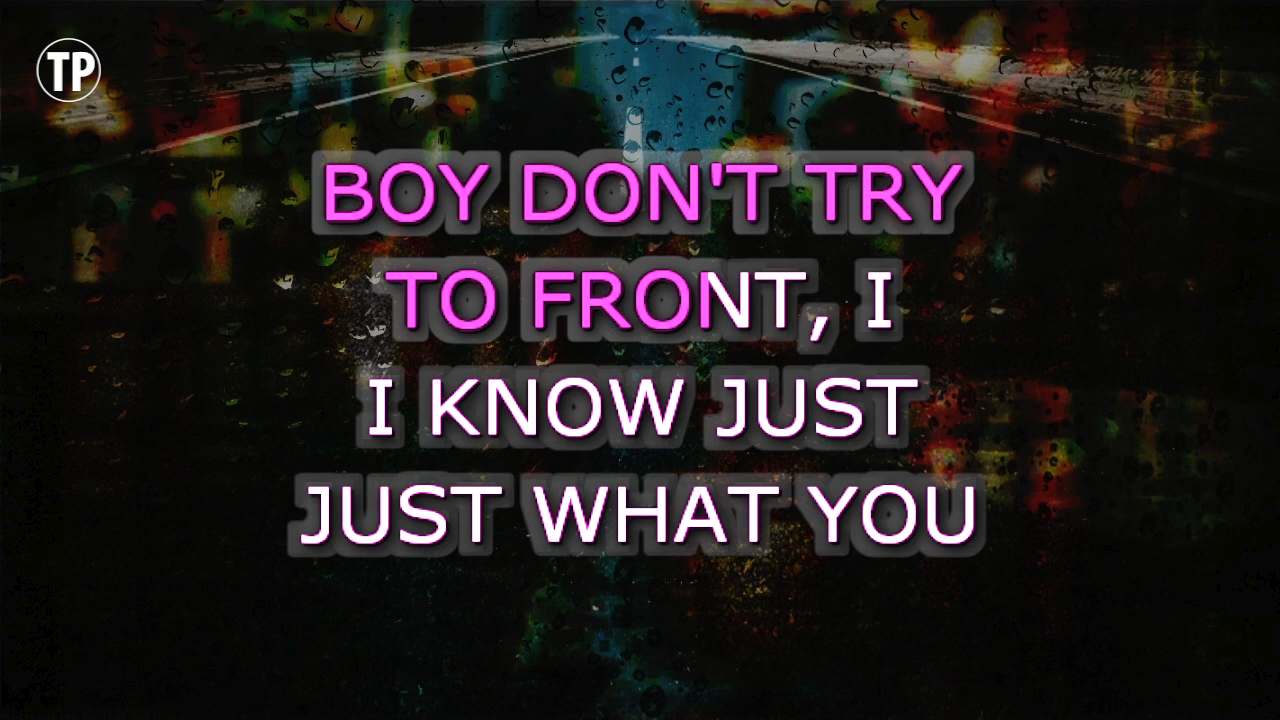 TP
BOY DON'T TRY
TO FRONT, I
I KNOW JUST
JUST WHAT YOU